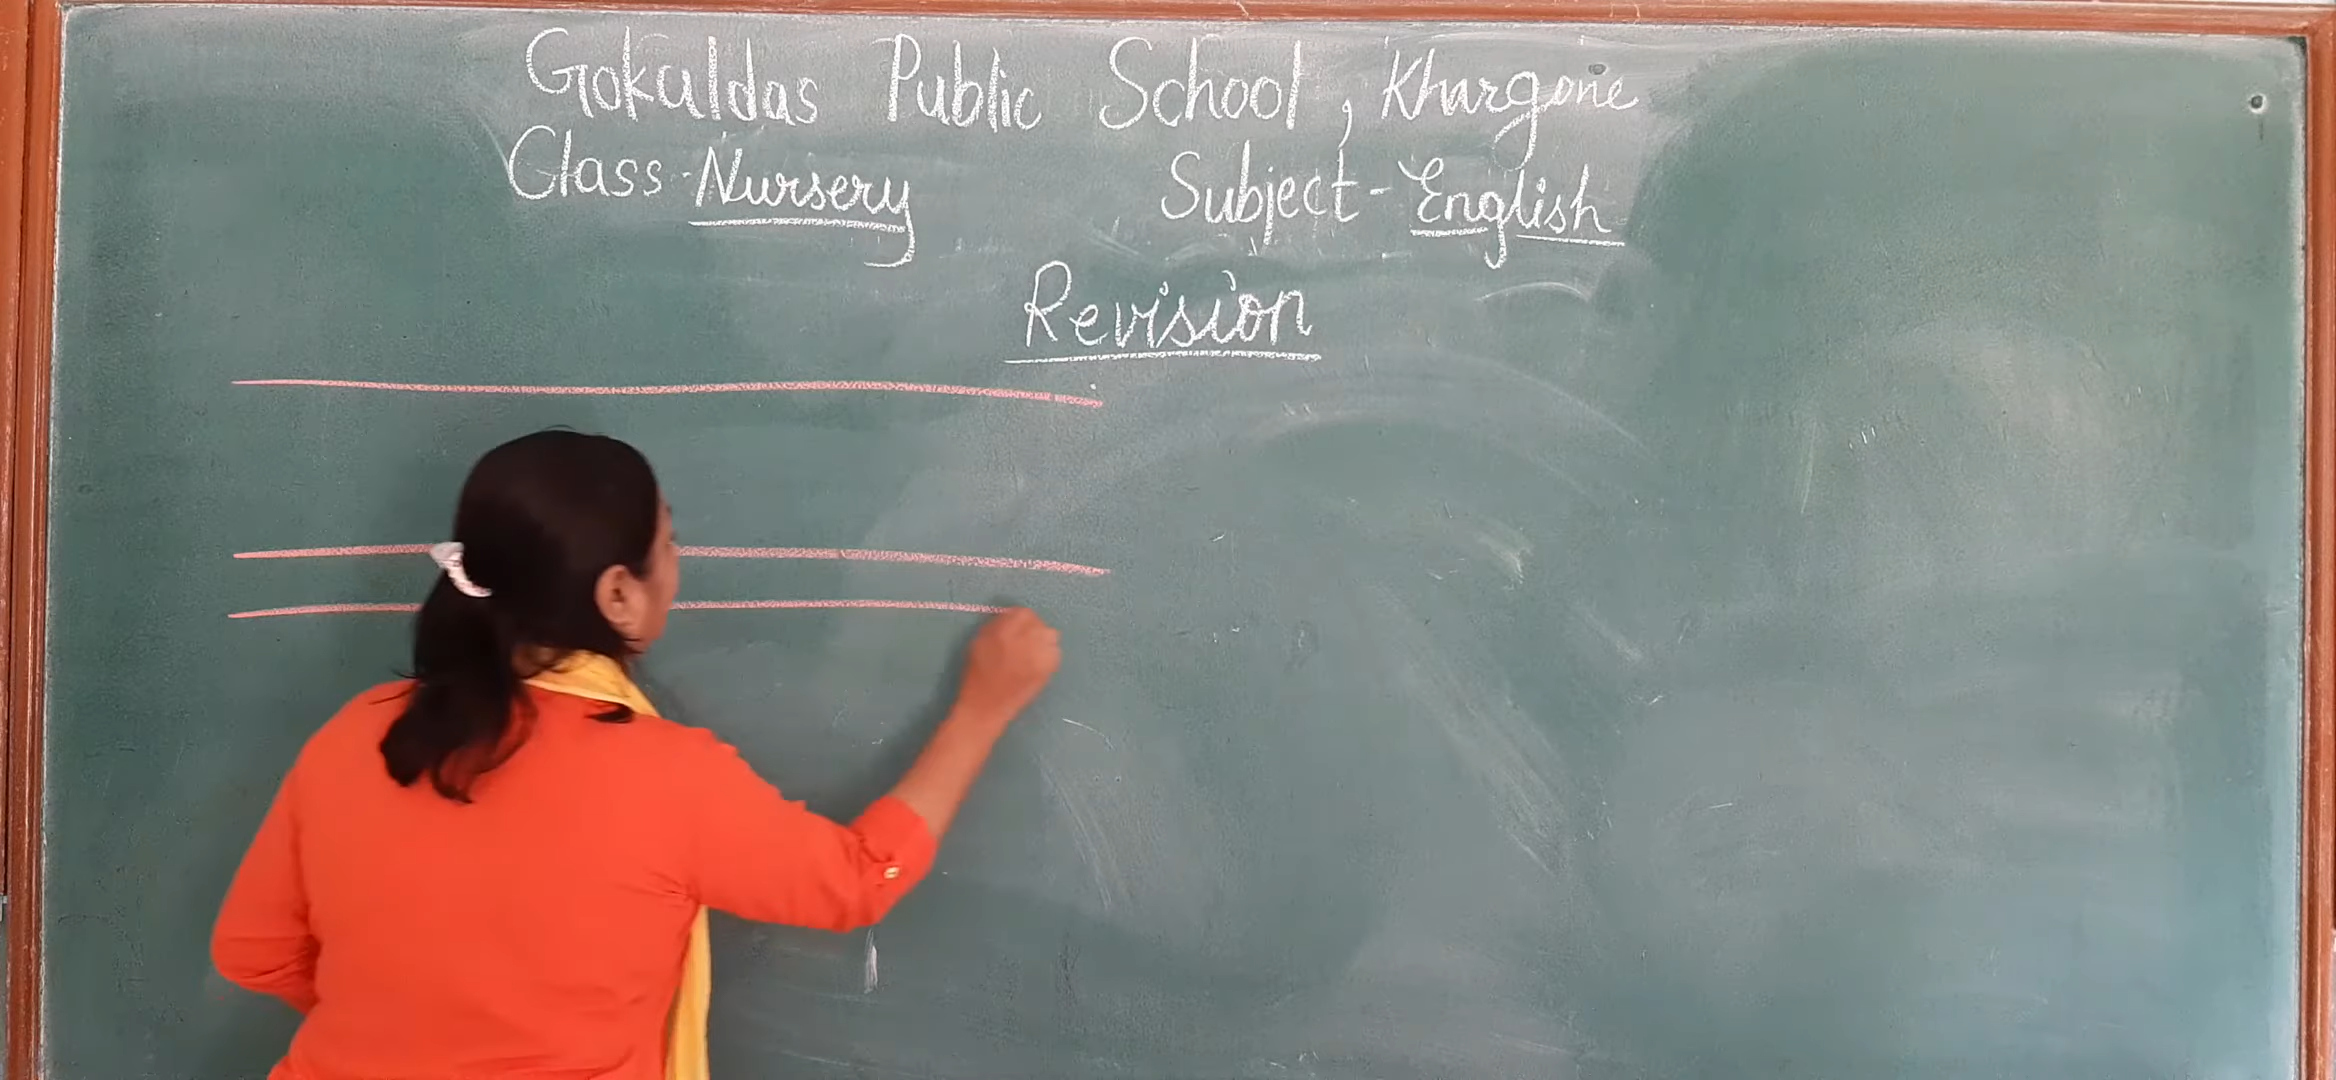 Gokuldas Public School, Khargone
Class - Nursery Subject - English
Revision